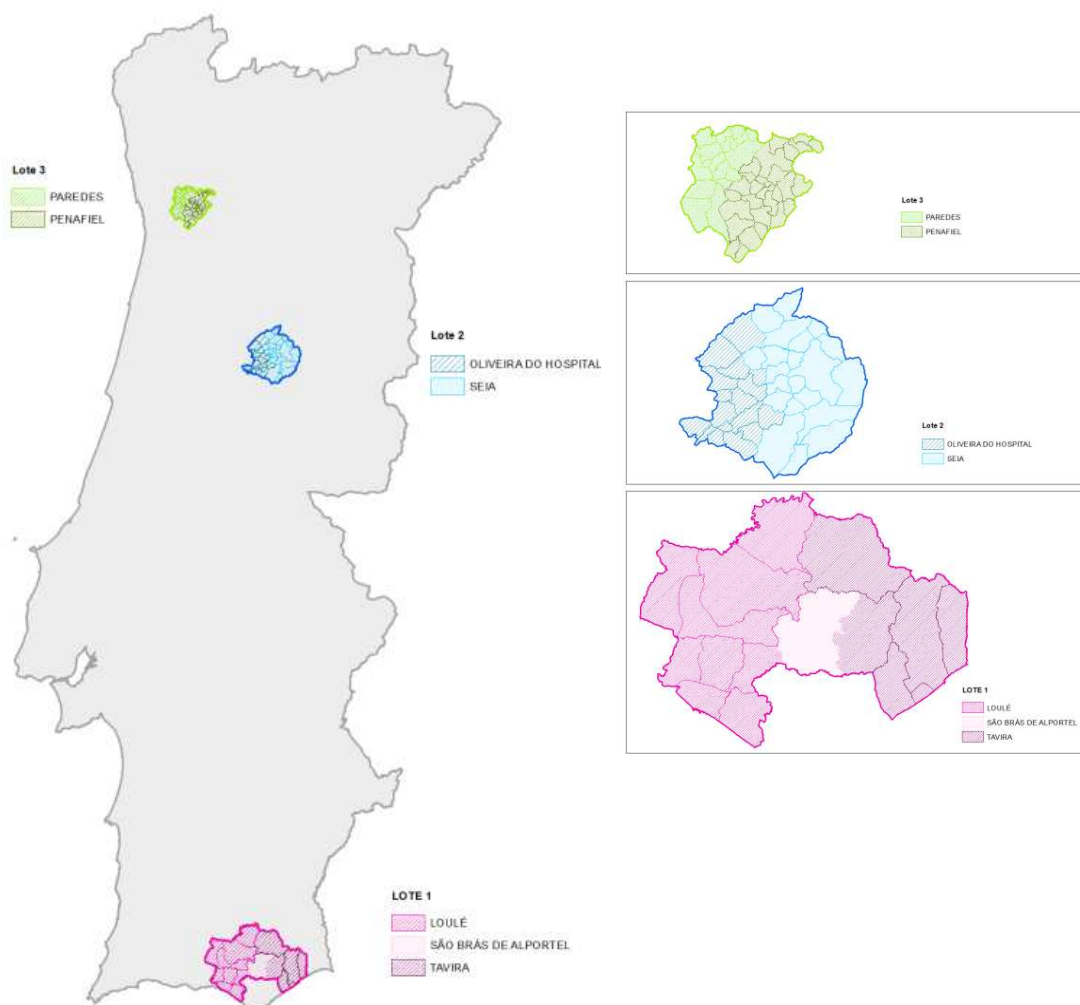 Lote 3
PAREDES
PENAFIEL
Lote 2
OLIVEIRA DO HOSPITAL
SEIA
LOTE 1
LOULÉ
SÃO BRÁS DE ALPORTEL
TAVIRA
Lote 3
PAREDES
PENAFIEL
Lote 2
OLIVEIRA DO HOSPITAL
SEIA
LOTE 1
LOULÉ
SÃO BRÁS DE ALPORTEL
TAVIRA